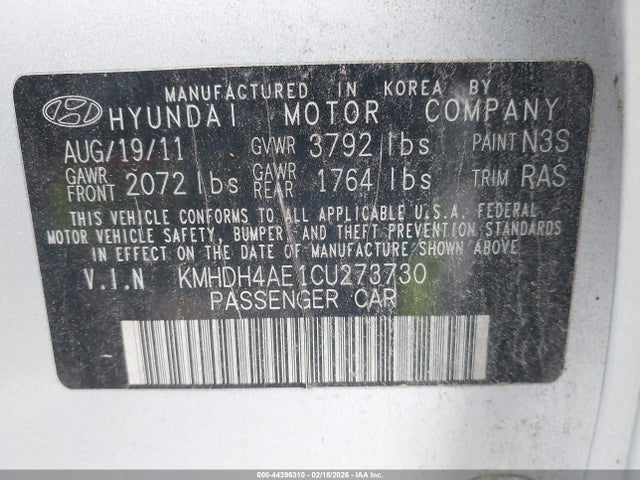 MANUFACTURED IN KOREA BY
HYUNDAI MOTOR COMPANY
AUG/19/11 GVWR 3792 lbs PAINT N3S
GAWR FRONT 2072 lbs GAWR REAR 1764 lbs TRIM RAS
THIS VEHICLE CONFORMS TO ALL APPLICABLE U.S.A. FEDERAL
MOTOR VEHICLE SAFETY, BUMPER, AND THEFT PREVENTION STANDARDS
IN EFFECT ON THE DATE OF MANUFACTURE SHOWN ABOVE.
V.I.N KMHDH4AE1CU273730
PASSENGER CAR
000-44396310 - 02/18/2026 - IAAI.COM